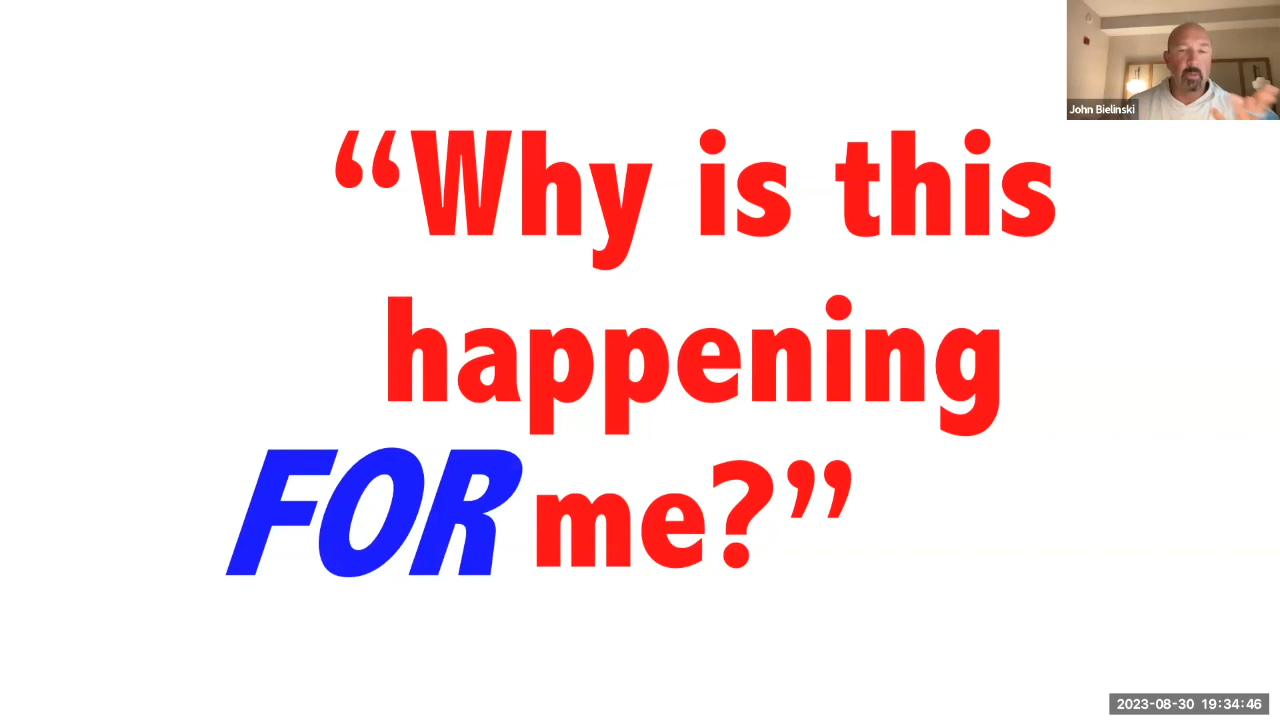 John Bielinski
“Why is this
happening
FOR me?”
2023-08-30 19:34:46